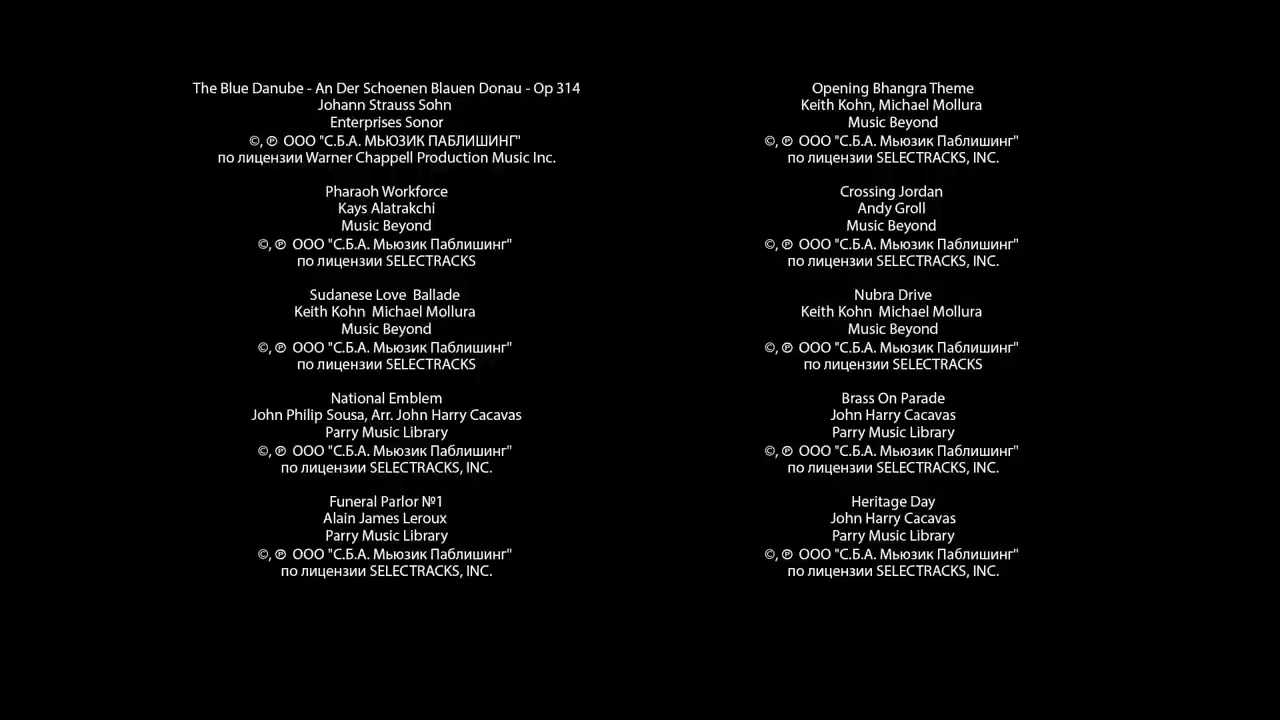 The Blue Danube - An Der Schoenen Blauen Donau - Op 314
Johann Strauss Sohn
Enterprises Sonor
©, ℗ ООО "С.Б.А. МЬЮЗИК ПАБЛИШИНГ"
по лицензии Warner Chappell Production Music Inc.
Pharaoh Workforce
Kays Alatrakchi
Music Beyond
©, ℗ ООО "С.Б.А. Мьюзик Паблишинг"
по лицензии SELECTRACKS
Sudanese Love Ballade
Keith Kohn Michael Mollura
Music Beyond
©, ℗ ООО "С.Б.А. Мьюзик Паблишинг"
по лицензии SELECTRACKS
National Emblem
John Philip Sousa, Arr. John Harry Cacavas
Parry Music Library
©, ℗ ООО "С.Б.А. Мьюзик Паблишинг"
по лицензии SELECTRACKS, INC.
Funeral Parlor №1
Alain James Leroux
Parry Music Library
©, ℗ ООО "С.Б.А. Мьюзик Паблишинг"
по лицензии SELECTRACKS, INC.
Opening Bhangra Theme
Keith Kohn, Michael Mollura
Music Beyond
©, ℗ ООО "С.Б.А. Мьюзик Паблишинг"
по лицензии SELECTRACKS, INC.
Crossing Jordan
Andy Groll
Music Beyond
©, ℗ ООО "С.Б.А. Мьюзик Паблишинг"
по лицензии SELECTRACKS, INC.
Nubra Drive
Keith Kohn Michael Mollura
Music Beyond
©, ℗ ООО "С.Б.А. Мьюзик Паблишинг"
по лицензии SELECTRACKS
Brass On Parade
John Harry Cacavas
Parry Music Library
©, ℗ ООО "С.Б.А. Мьюзик Паблишинг"
по лицензии SELECTRACKS, INC.
Heritage Day
John Harry Cacavas
Parry Music Library
©, ℗ ООО "С.Б.А. Мьюзик Паблишинг"
по лицензии SELECTRACKS, INC.